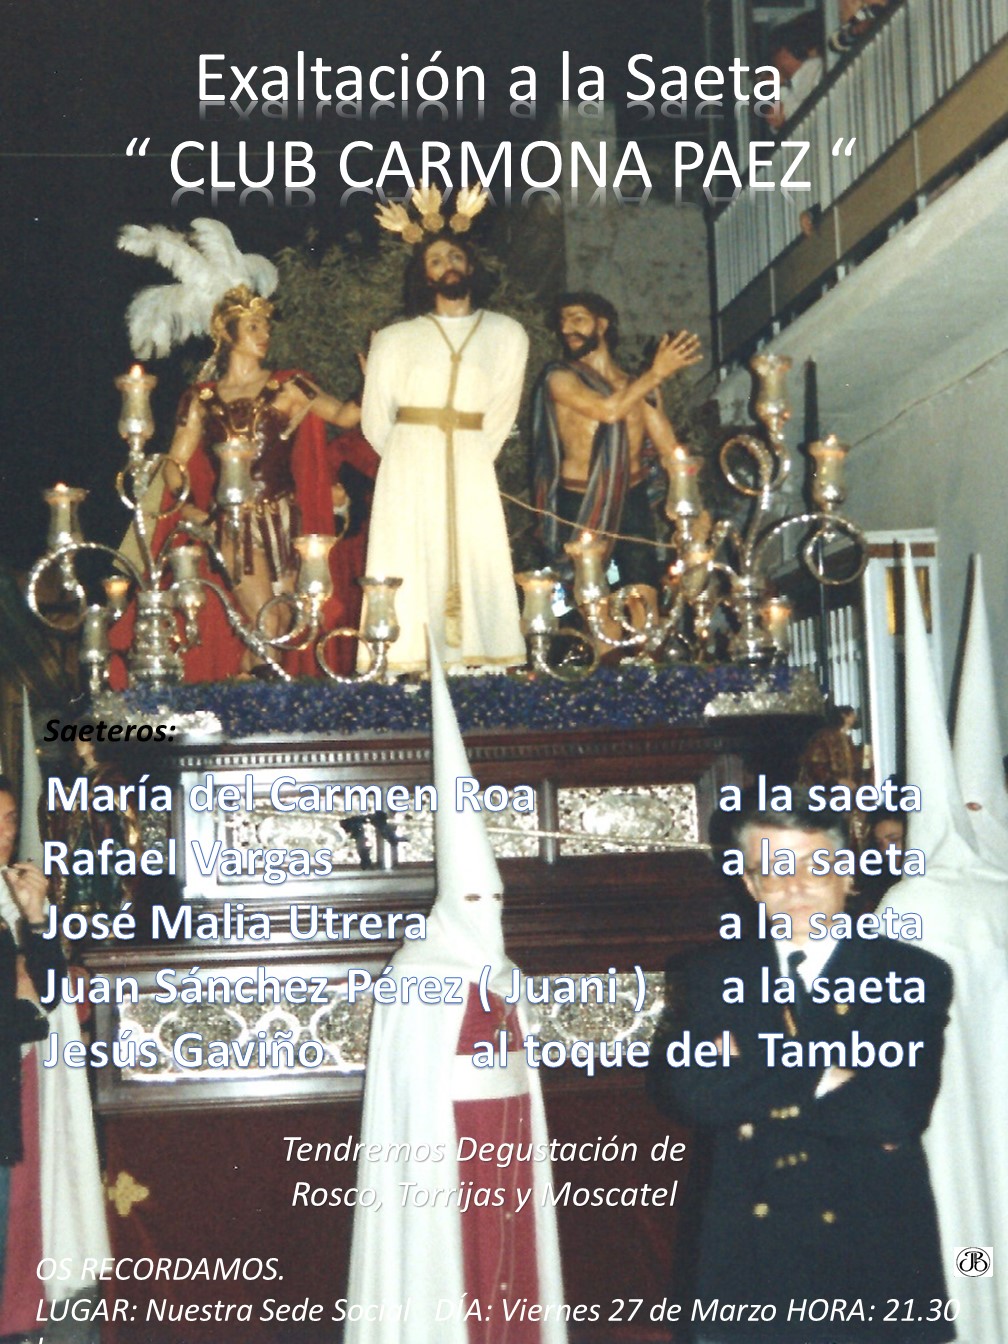 Exaltación a la Saeta
“ CLUB CARMONA PAEZ “
Saeteros:
María del Carmen Roa a la saeta
Rafael Vargas a la saeta
José Malia Utrera a la saeta
Juan Sánchez Pérez ( Juani ) a la saeta
Jesús Gaviño al toque del Tambor
Tendremos Degustación de
Rosco, Torrijas y Moscatel
OS RECORDAMOS.
LUGAR: Nuestra Sede Social DÍA: Viernes 27 de Marzo HORA: 21.30